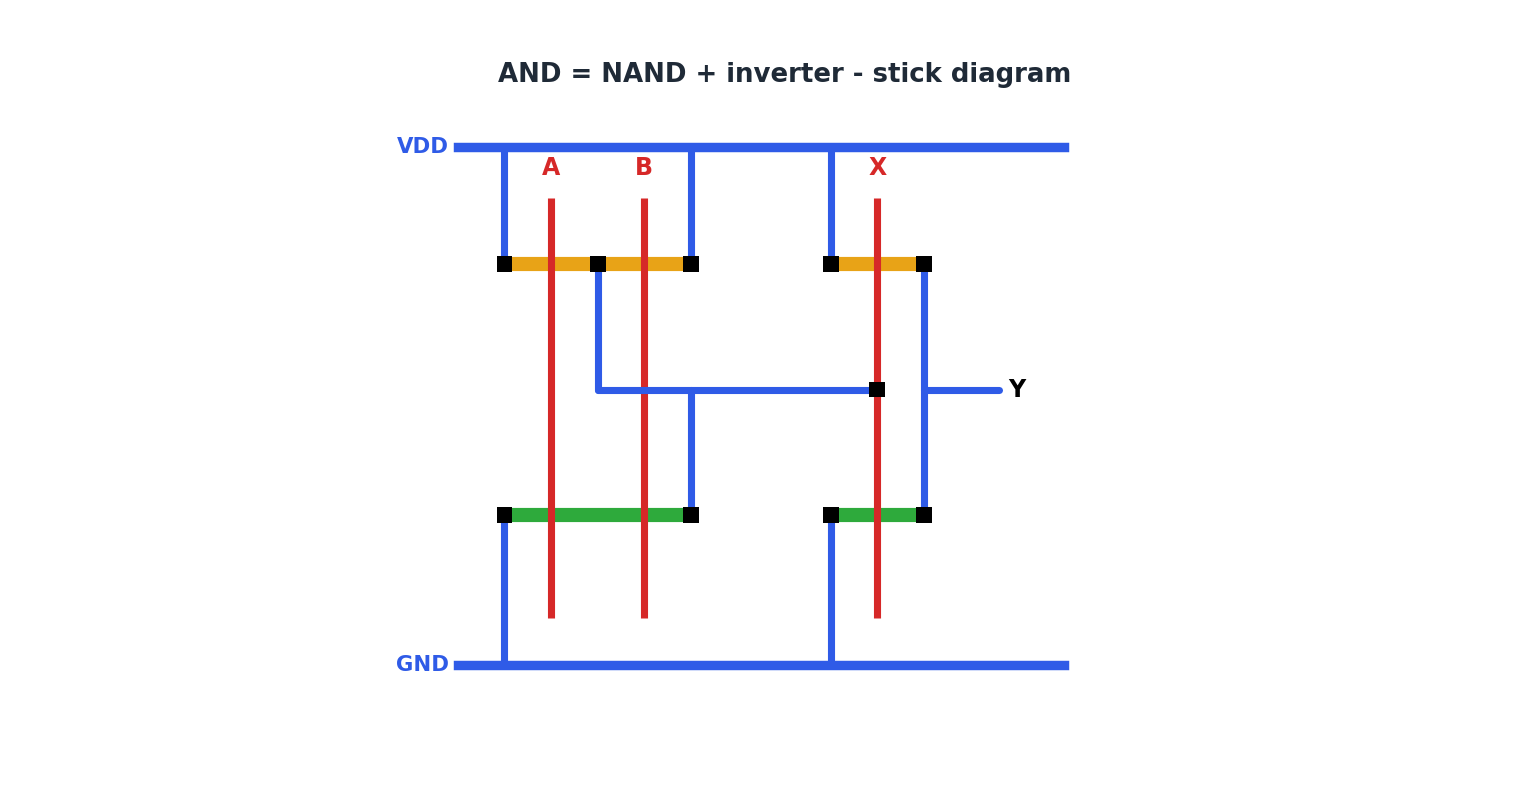 AND = NAND + inverter - stick diagram
VDD
A B X
Y
GND